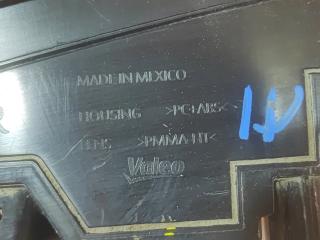 MADE IN MEXICO
HOUSING >PC+ABS<
LENS >PMMA-HT<
Valeo